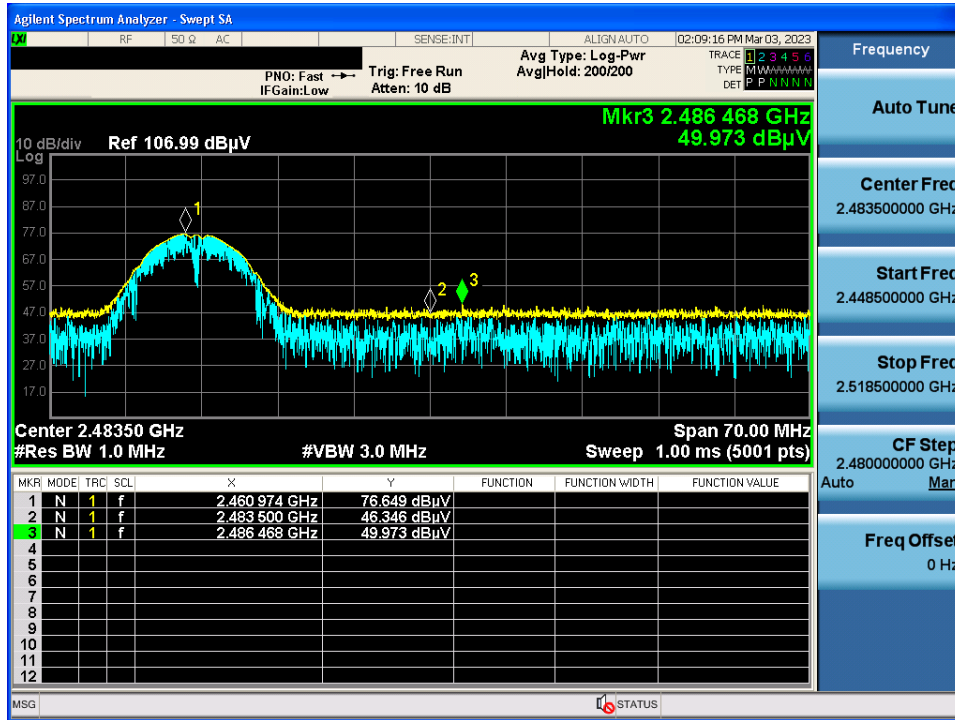 Agilent Spectrum Analyzer - Swept SA
LXI RF 50 Ω AC SENSE:INT ALIGN AUTO 02:09:16 PM Mar 03, 2023
PNO: Fast Trig: Free Run Avg Type: Log-Pwr TRACE 1 2 3 4 5 6
IFGain:Low Atten: 10 dB Avg|Hold: 200/200 TYPE M WWWWWW
DET P P N N N N
Mkr3 2.486 468 GHz
49.973 dBµV
10 dB/div Ref 106.99 dBµV
Log
97.0
87.0
77.0
67.0
57.0
47.0
37.0
27.0
17.0
1
2
3
Center 2.48350 GHz Span 70.00 MHz
#Res BW 1.0 MHz #VBW 3.0 MHz Sweep 1.00 ms (5001 pts)
MKR MODE TRC SCL X Y FUNCTION FUNCTION WIDTH FUNCTION VALUE
1 N 1 f 2.460 974 GHz 76.649 dBµV
2 N 1 f 2.483 500 GHz 46.346 dBµV
3 N 1 f 2.486 468 GHz 49.973 dBµV
4
5
6
7
8
9
10
11
12
MSG STATUS
Frequency
Auto Tune
Center Freq
2.483500000 GHz
Start Freq
2.448500000 GHz
Stop Freq
2.518500000 GHz
CF Step
2.480000000 GHz
Auto Man
Freq Offset
0 Hz